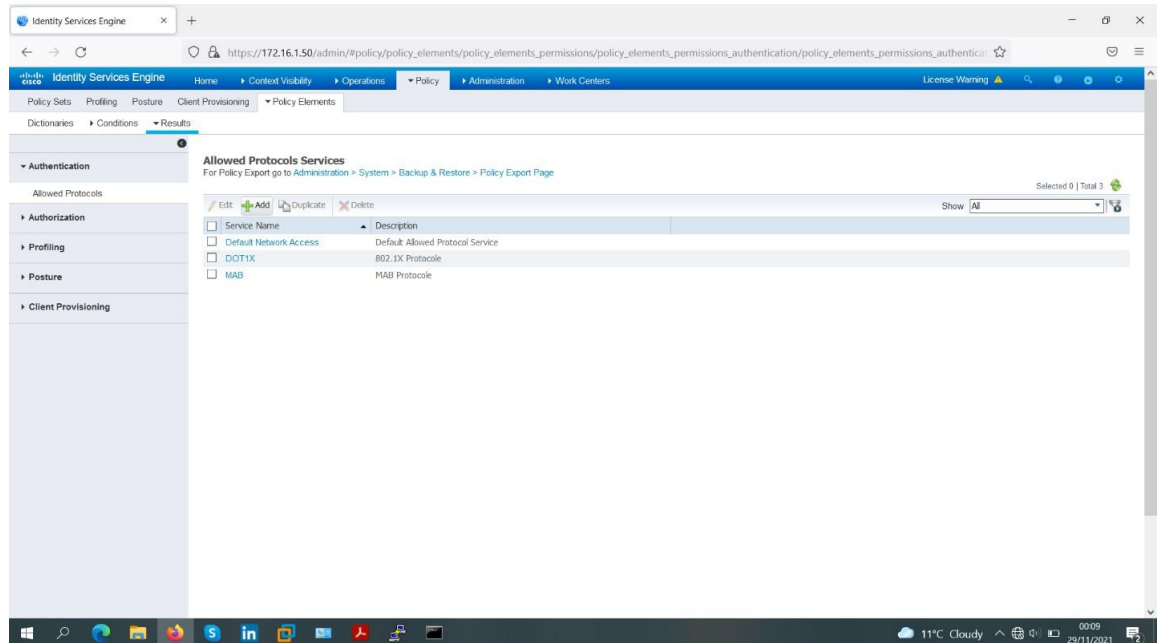 Identity Services Engine
https://172.16.1.50/admin/#policy/policy_elements/policy_elements_permissions/policy_elements_permissions_authentication/policy_elements_permissions_authenticat
cisco Identity Services Engine Home Context Visibility Operations Policy Administration Work Centers License Warning
Policy Sets Profiling Posture Client Provisioning Policy Elements
Dictionaries Conditions Results
Authentication
Allowed Protocols
Authorization
Profiling
Posture
Client Provisioning
Allowed Protocols Services
For Policy Export go to Administration > System > Backup & Restore > Policy Export Page
Selected 0 | Total 3
Edit Add Duplicate Delete Show All
Service Name Description
Default Network Access Default Allowed Protocol Service
DOT1X 802.1X Protocole
MAB MAB Protocole
11°C Cloudy
00:09
29/11/2021
2